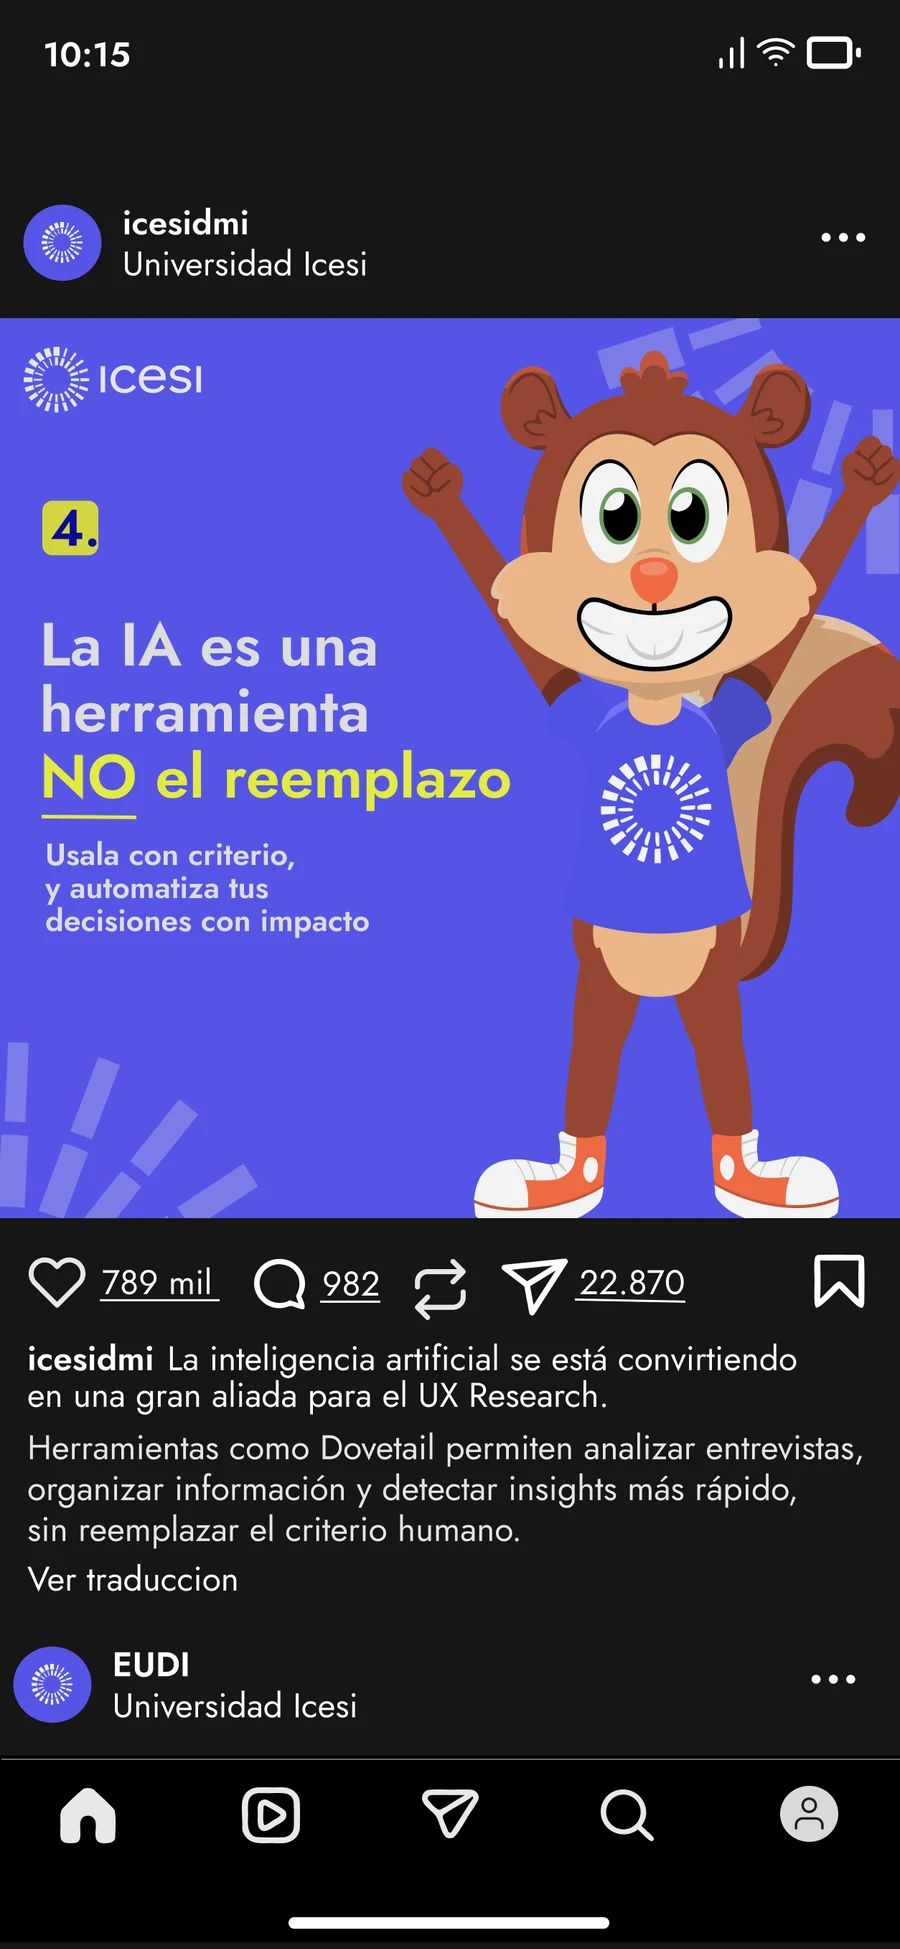 10:15
icesidmi
Universidad Icesi
ICESI
4.
La IA es una
herramienta
NO el reemplazo
Usala con criterio,
y automatiza tus
decisiones con impacto
789 mil
982
22.870
icesidmi La inteligencia artificial se está convirtiendo
en una gran aliada para el UX Research.
Herramientas como Dovetail permiten analizar entrevistas,
organizar información y detectar insights más rápido,
sin reemplazar el criterio humano.
Ver traduccion
EUDI
Universidad Icesi